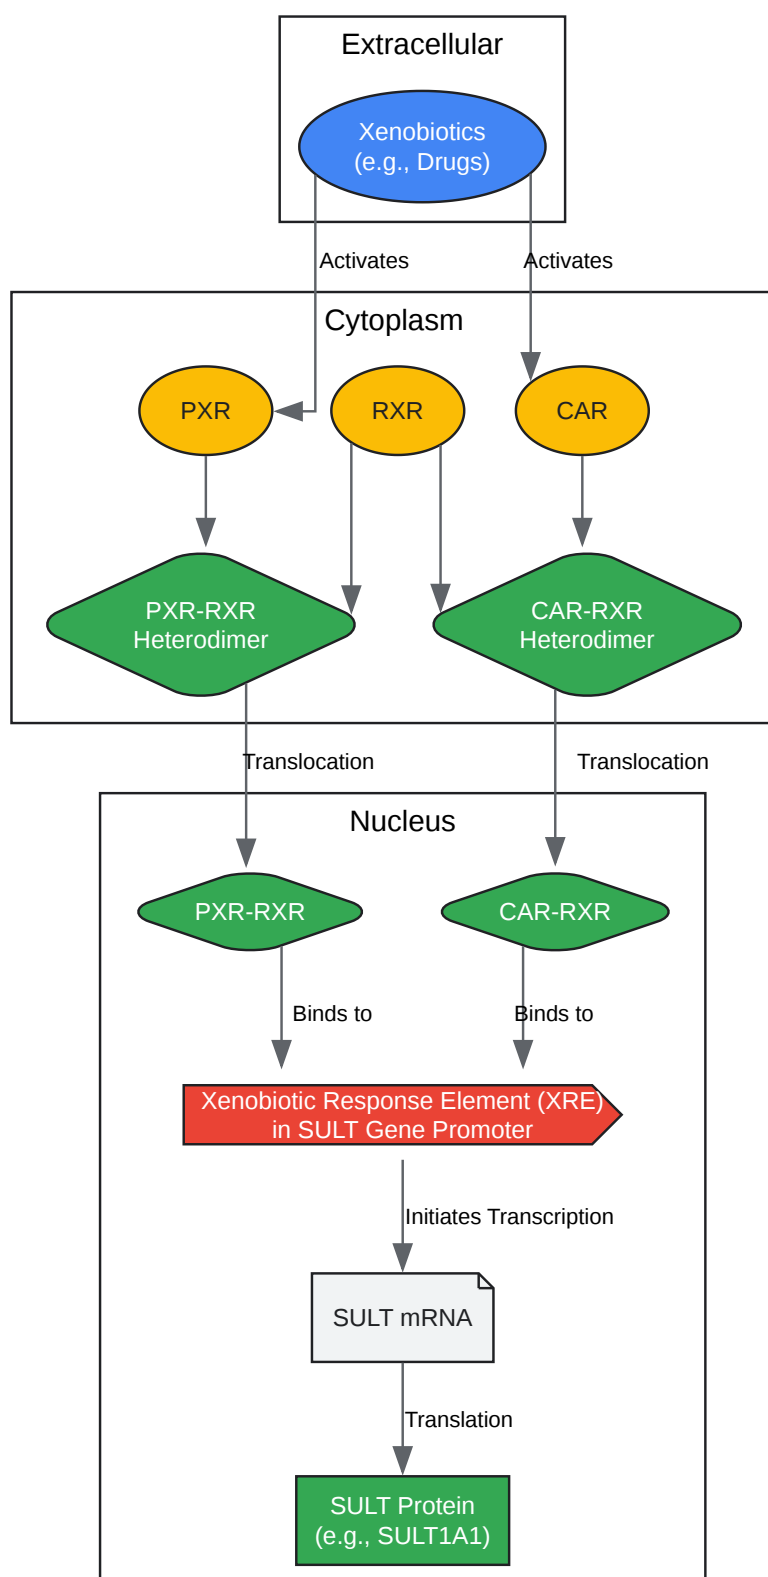 Extracellular
Xenobiotics
(e.g., Drugs)
Activates
Activates
Cytoplasm
PXR
RXR
CAR
PXR-RXR
Heterodimer
CAR-RXR
Heterodimer
Translocation
Translocation
Nucleus
PXR-RXR
CAR-RXR
Binds to
Binds to
Xenobiotic Response Element (XRE)
in SULT Gene Promoter
Initiates Transcription
SULT mRNA
Translation
SULT Protein
(e.g., SULT1A1)